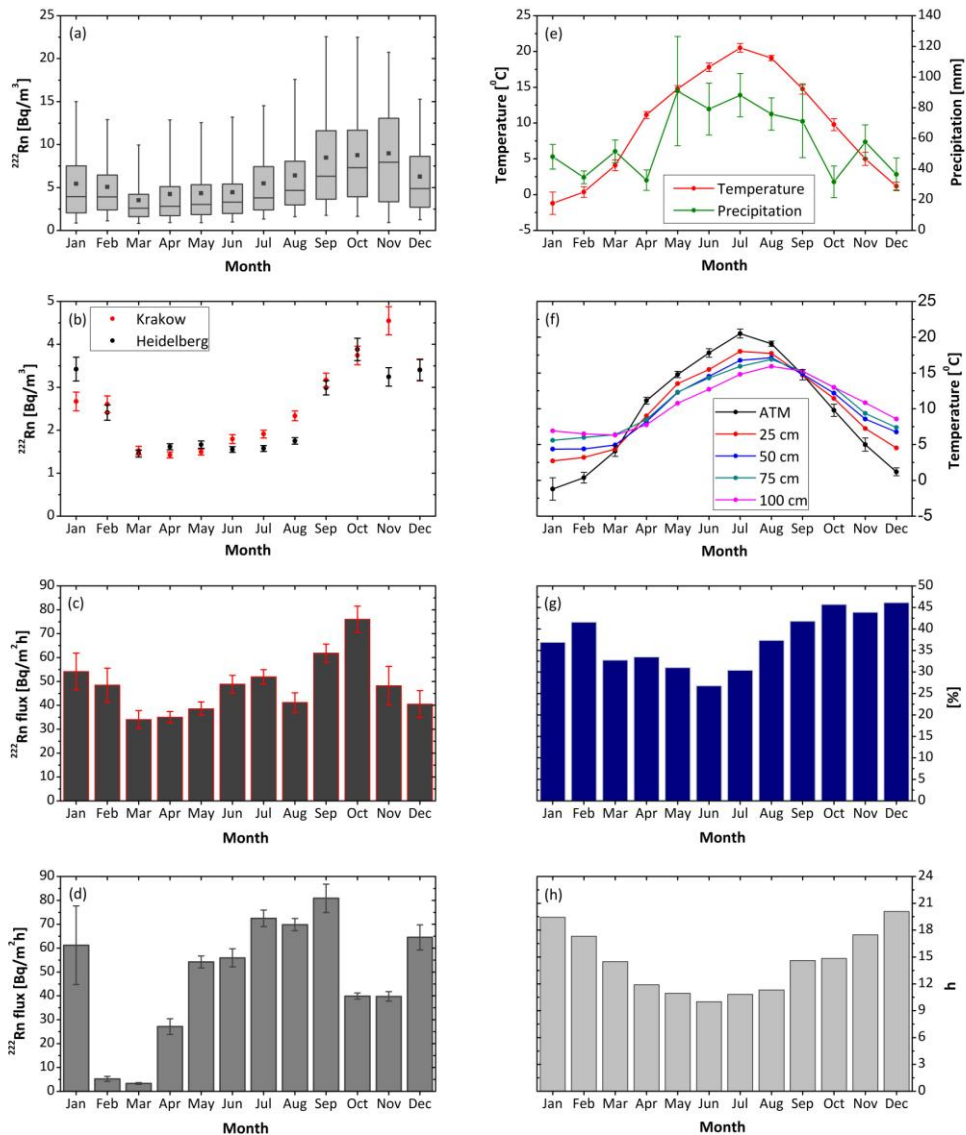 (a)
²²²Rn [Bq/m³]
25
20
15
10
5
0
Jan Feb Mar Apr May Jun Jul Aug Sep Oct Nov Dec
Month
(e)
Temperature [⁰C]
25
20
15
10
5
0
-5
Precipitation [mm]
140
120
100
80
60
40
20
0
Temperature
Precipitation
Jan Feb Mar Apr May Jun Jul Aug Sep Oct Nov Dec
Month
(b)
²²²Rn [Bq/m³]
5
4
3
2
1
0
Krakow
Heidelberg
Jan Feb Mar Apr May Jun Jul Aug Sep Oct Nov Dec
Month
(f)
Temperature [⁰C]
25
20
15
10
5
0
-5
ATM
25 cm
50 cm
75 cm
100 cm
Jan Feb Mar Apr May Jun Jul Aug Sep Oct Nov Dec
Month
(c)
²²²Rn flux [Bq/m²h]
90
80
70
60
50
40
30
20
10
0
Jan Feb Mar Apr May Jun Jul Aug Sep Oct Nov Dec
Month
(g)
[%]
50
45
40
35
30
25
20
15
10
5
0
Jan Feb Mar Apr May Jun Jul Aug Sep Oct Nov Dec
Month
(d)
²²²Rn flux [Bq/m²h]
90
80
70
60
50
40
30
20
10
0
Jan Feb Mar Apr May Jun Jul Aug Sep Oct Nov Dec
Month
(h)
h
24
21
18
15
12
9
6
3
0
Jan Feb Mar Apr May Jun Jul Aug Sep Oct Nov Dec
Month